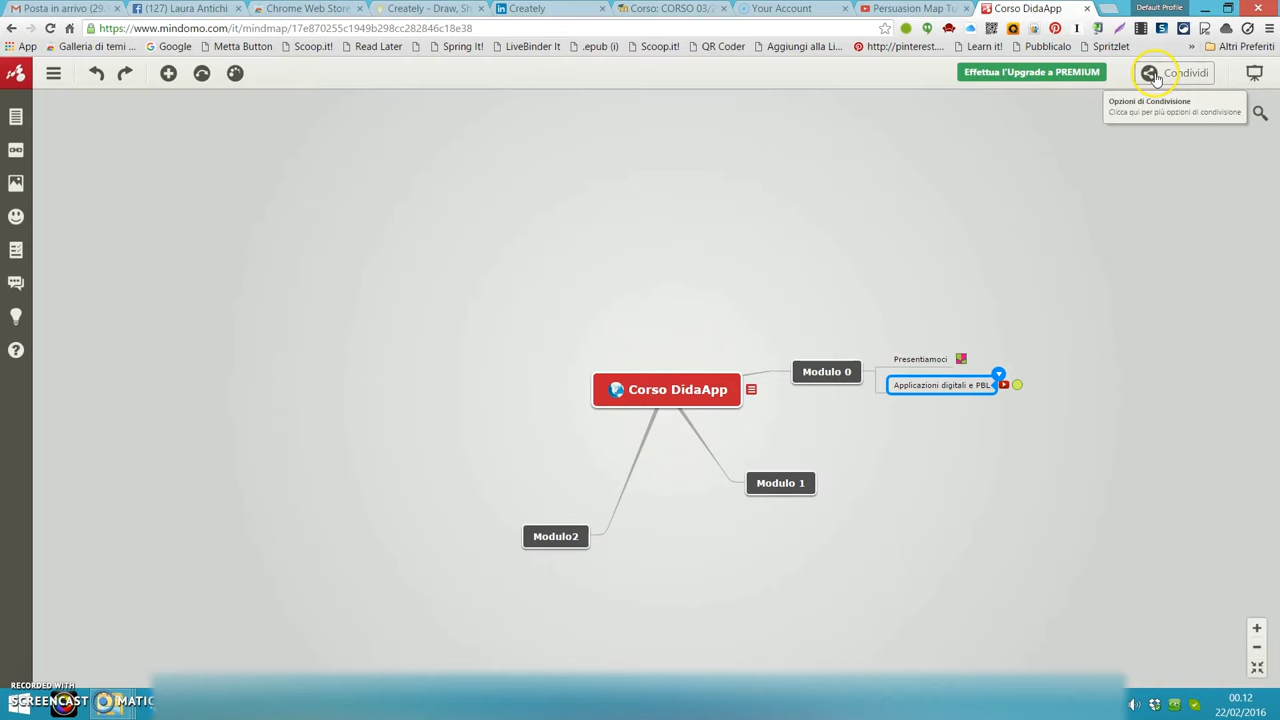 Posta in arrivo (29.
(127) Laura Antichi
Chrome Web Store
Creately - Draw, Sh
Creately
Corso: CORSO 03/2
Your Account
Persuasion Map Tu
Corso DidaApp
Default Profile
https://www.mindomo.com/it/mindmap/17e870255c1949b298cc282846e18e38
App
Galleria di temi ...
Google
Metta Button
Scoop.it!
Read Later
Spring It!
LiveBinder It
.epub (i)
Scoop.it!
QR Coder
Aggiungi alla Li...
http://pinterest....
Learn it!
Pubblicalo
Spritzlet
»
Altri Preferiti
Effettua l'Upgrade a PREMIUM
Condividi
Opzioni di Condivisione
Clicca qui per più opzioni di condivisione
Presentiamoci
Modulo 0
Applicazioni digitali e PBL
Corso DidaApp
Modulo 1
Modulo2
RECORDED WITH
SCREENCAST MATIC
00.12
22/02/2016